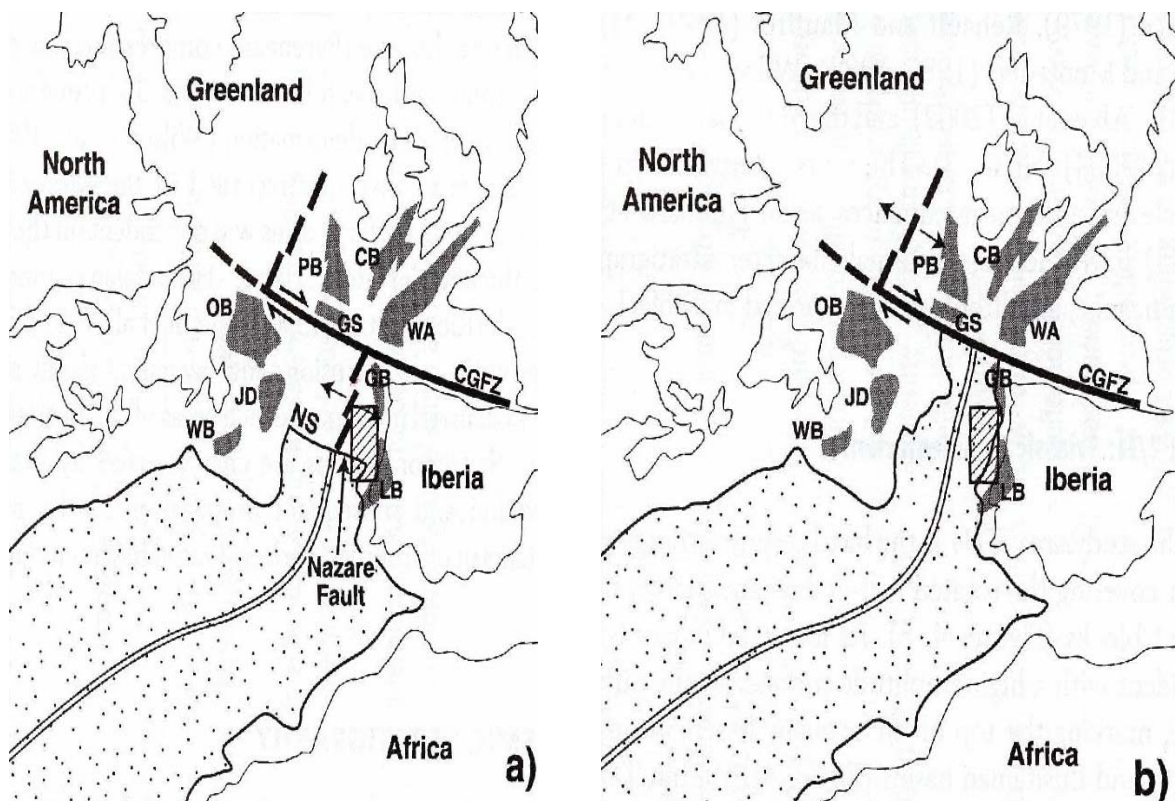 Greenland
North
America
PB
CB
OB
GS
WA
GB
CGFZ
JD
NS
WB
Iberia
LB
Nazare
Fault
Africa
a)
Greenland
North
America
PB
CB
OB
GS
WA
GB
CGFZ
JD
WB
Iberia
LB
Africa
b)